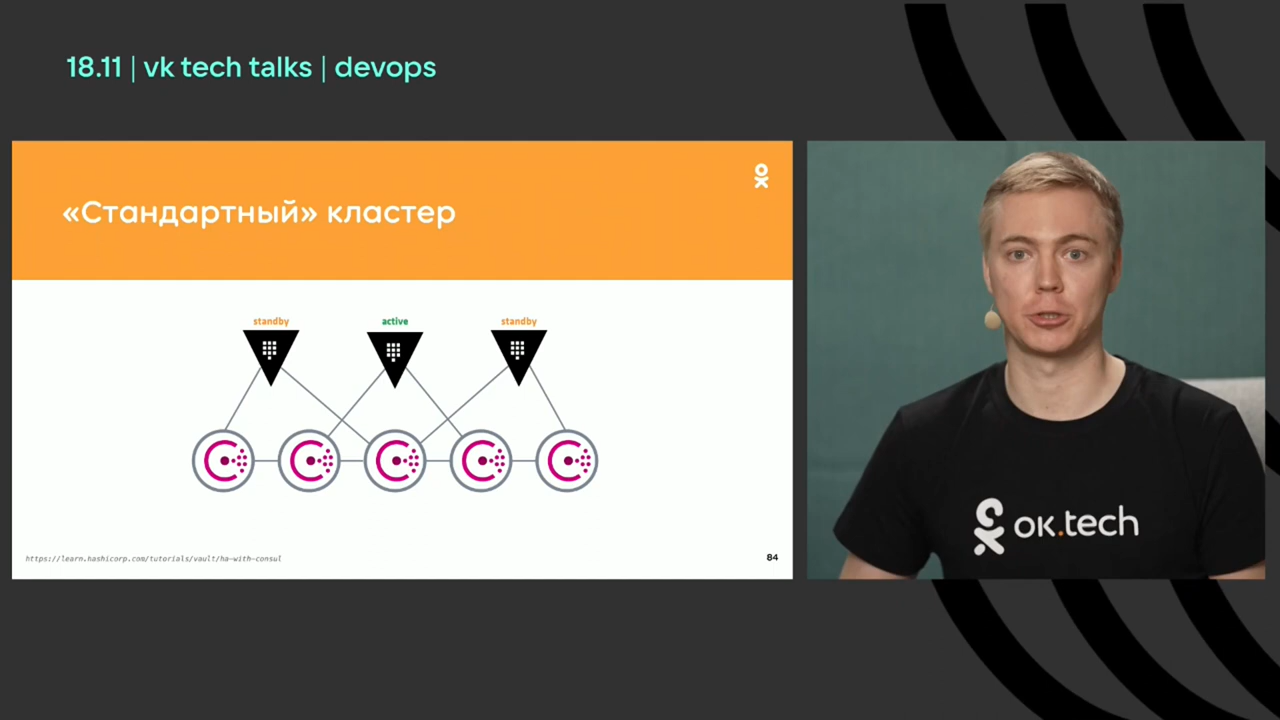 18.11 | vk tech talks | devops
«Стандартный» кластер
standby
active
standby
https://learn.hashicorp.com/tutorials/vault/ha-with-consul
84
ok.tech